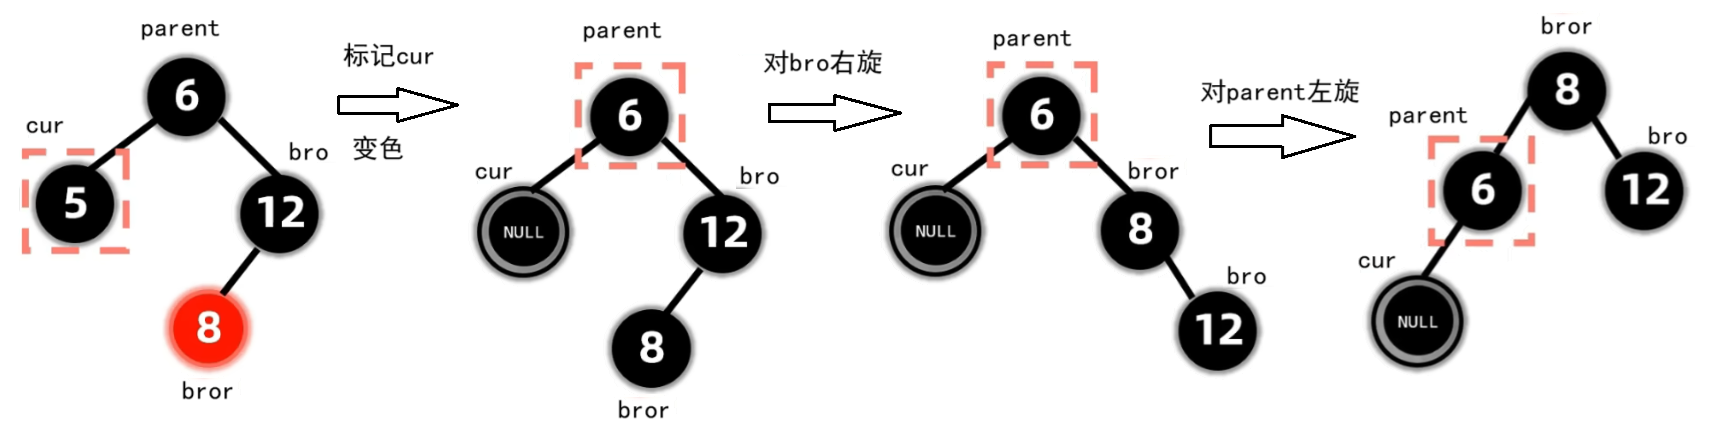 parent
6
cur
5
bro
12
8
bror
标记cur
变色
parent
6
cur
NULL
bro
12
8
bror
对bro右旋
parent
6
cur
NULL
bror
8
bro
12
对parent左旋
bror
8
parent
6
bro
12
cur
NULL